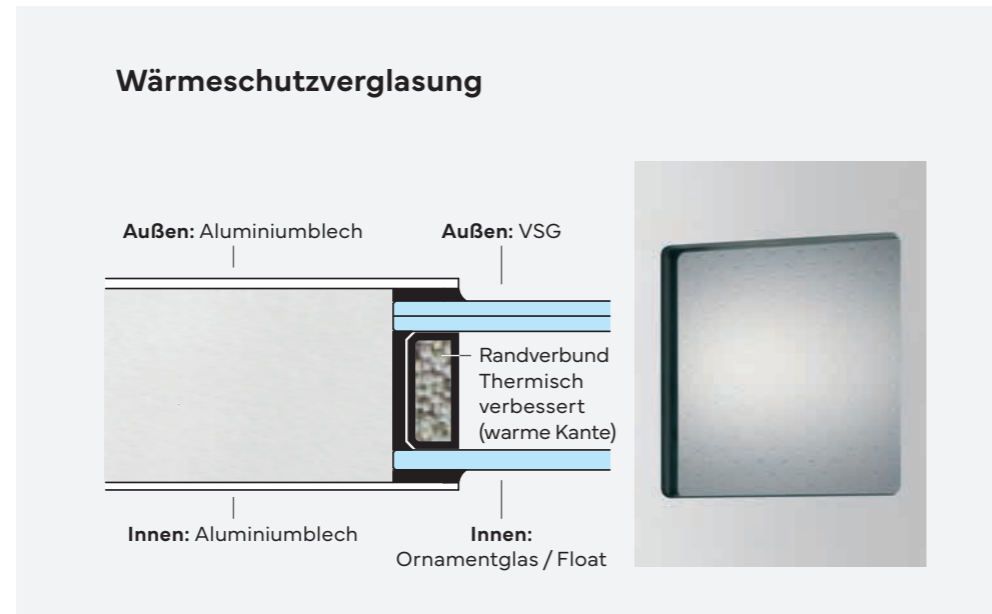 Wärmeschutzverglasung
Außen: Aluminiumblech
Außen: VSG
Randverbund
Thermisch
verbessert
(warme Kante)
Innen: Aluminiumblech
Innen:
Ornamentglas / Float